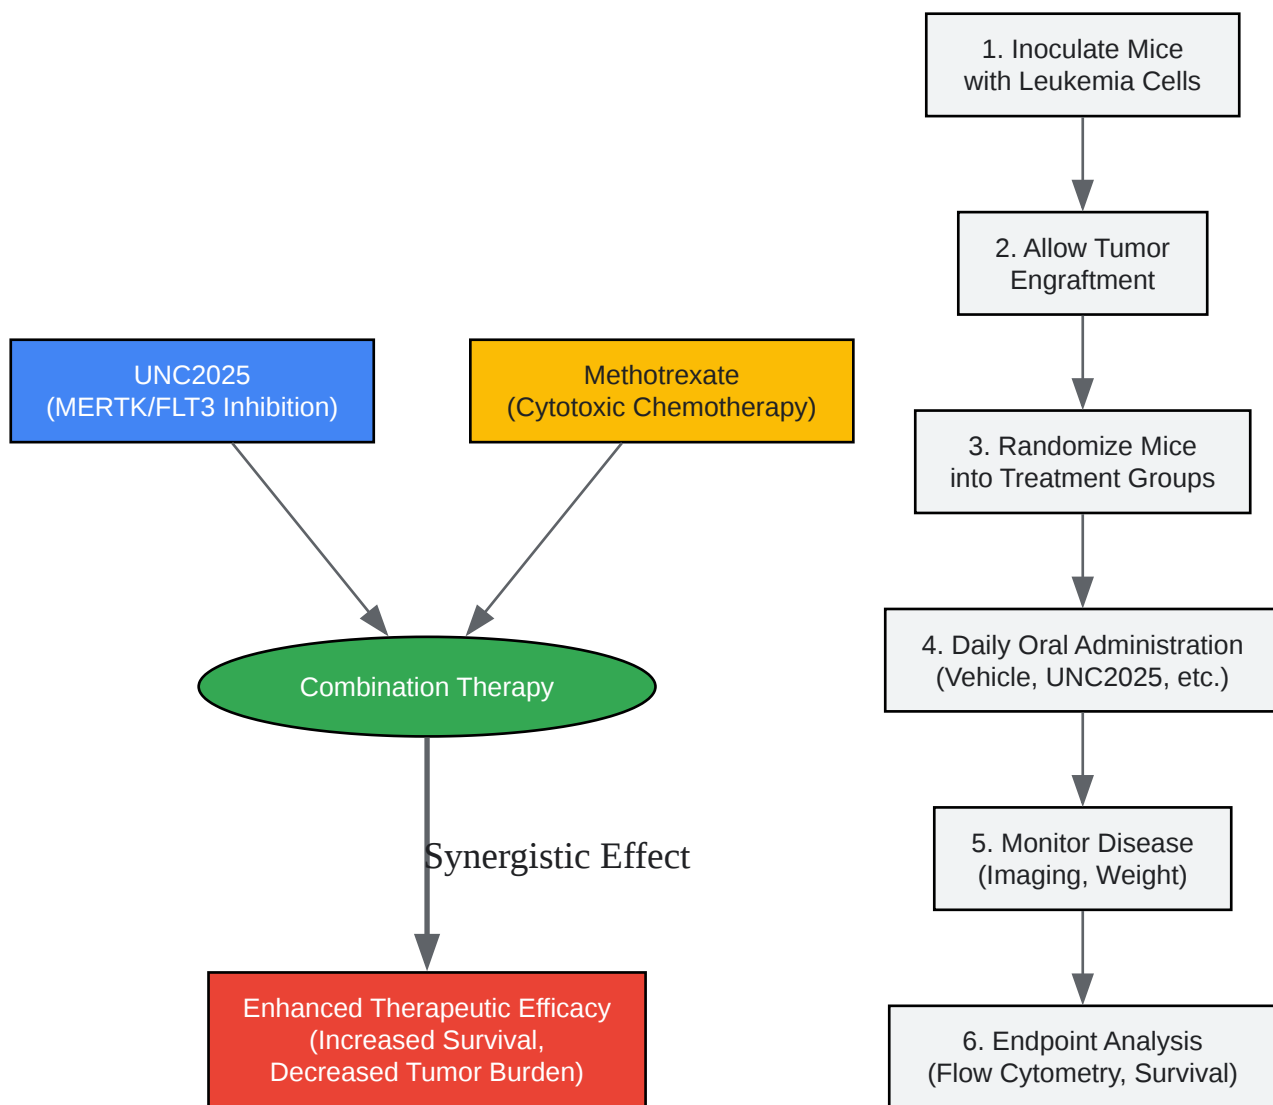 UNC2025
(MERTK/FLT3 Inhibition)
Methotrexate
(Cytotoxic Chemotherapy)
Combination Therapy
Synergistic Effect
Enhanced Therapeutic Efficacy
(Increased Survival,
Decreased Tumor Burden)
1. Inoculate Mice
with Leukemia Cells
2. Allow Tumor
Engraftment
3. Randomize Mice
into Treatment Groups
4. Daily Oral Administration
(Vehicle, UNC2025, etc.)
5. Monitor Disease
(Imaging, Weight)
6. Endpoint Analysis
(Flow Cytometry, Survival)